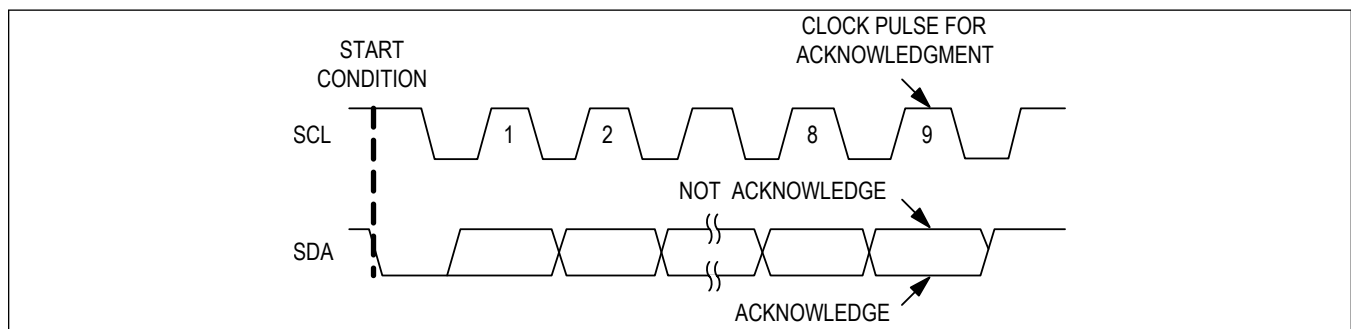 START
CONDITION
CLOCK PULSE FOR
ACKNOWLEDGMENT
SCL
1
2
8
9
NOT ACKNOWLEDGE
SDA
ACKNOWLEDGE